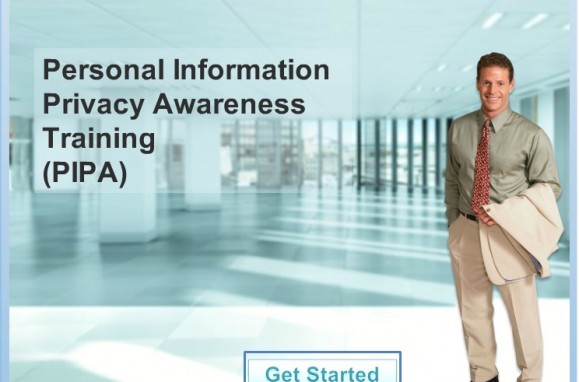 Personal Information
Privacy Awareness
Training
(PIPA)
Get Started